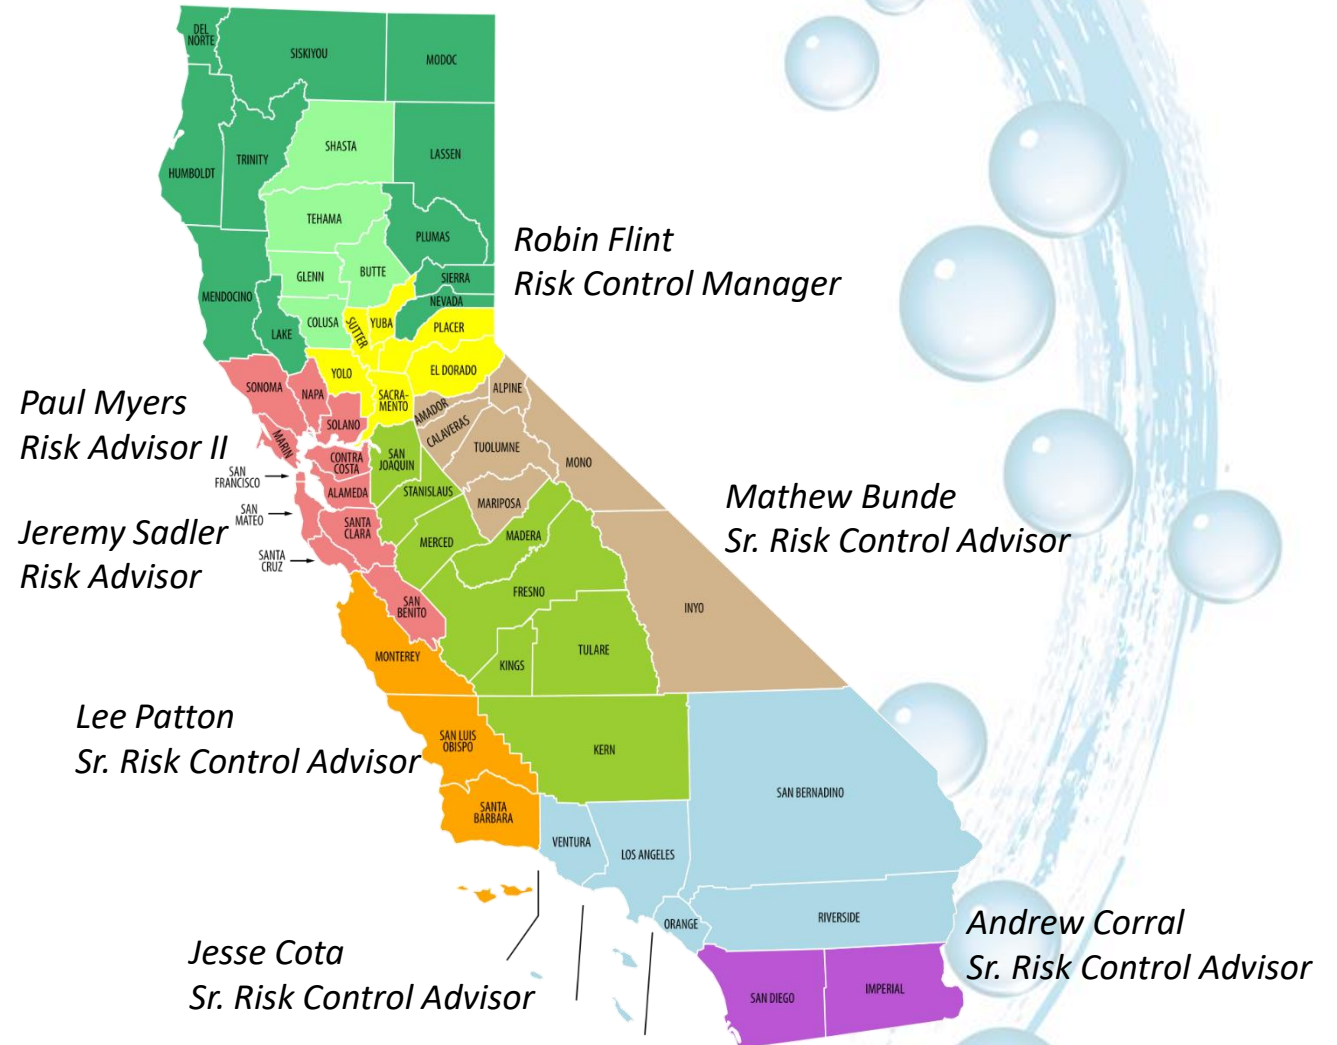 DEL
NORTE
SISKIYOU
MODOC
SHASTA
LASSEN
TRINITY
HUMBOLDT
TEHAMA
PLUMAS
Robin Flint
Risk Control Manager
GLENN
BUTTE
SIERRA
MENDOCINO
NEVADA
COLUSA
SUTTER
YUBA
PLACER
LAKE
YOLO
EL DORADO
SONOMA
NAPA
SACRA-
MENTO
ALPINE
Paul Myers
Risk Advisor II
AMADOR
SOLANO
CALAVERAS
MARIN
TUOLUMNE
CONTRA
COSTA
SAN
JOAQUIN
MONO
SAN
FRANCISCO
ALAMEDA
STANISLAUS
MARIPOSA
Mathew Bunde
Sr. Risk Control Advisor
SAN
MATEO
SANTA
CLARA
Jeremy Sadler
Risk Advisor
MERCED
MADERA
SANTA
CRUZ
FRESNO
SAN
BENITO
INYO
MONTEREY
KINGS
TULARE
Lee Patton
Sr. Risk Control Advisor
SAN LUIS
OBISPO
KERN
SAN BERNADINO
SANTA
BARBARA
VENTURA
LOS ANGELES
ORANGE
RIVERSIDE
Andrew Corral
Sr. Risk Control Advisor
Jesse Cota
Sr. Risk Control Advisor
SAN DIEGO
IMPERIAL